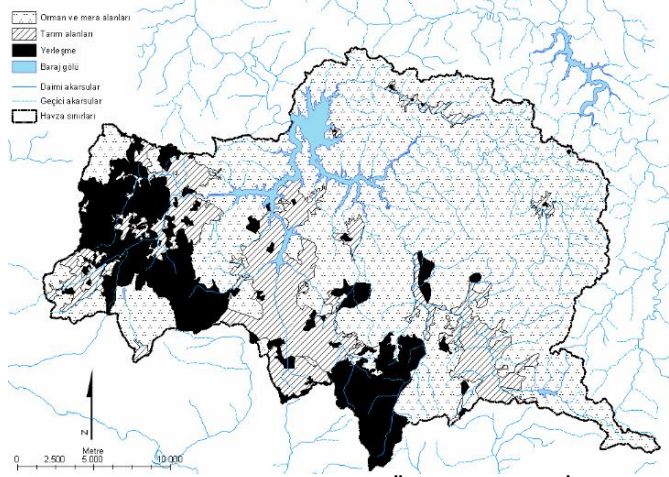 Orman ve mera alanları
Tarım alanları
Yerleşme
Baraj gölü
Daimi akarsular
Geçici akarsular
Havza sınırları
N
Metre
0 2.500 5.000 10.000